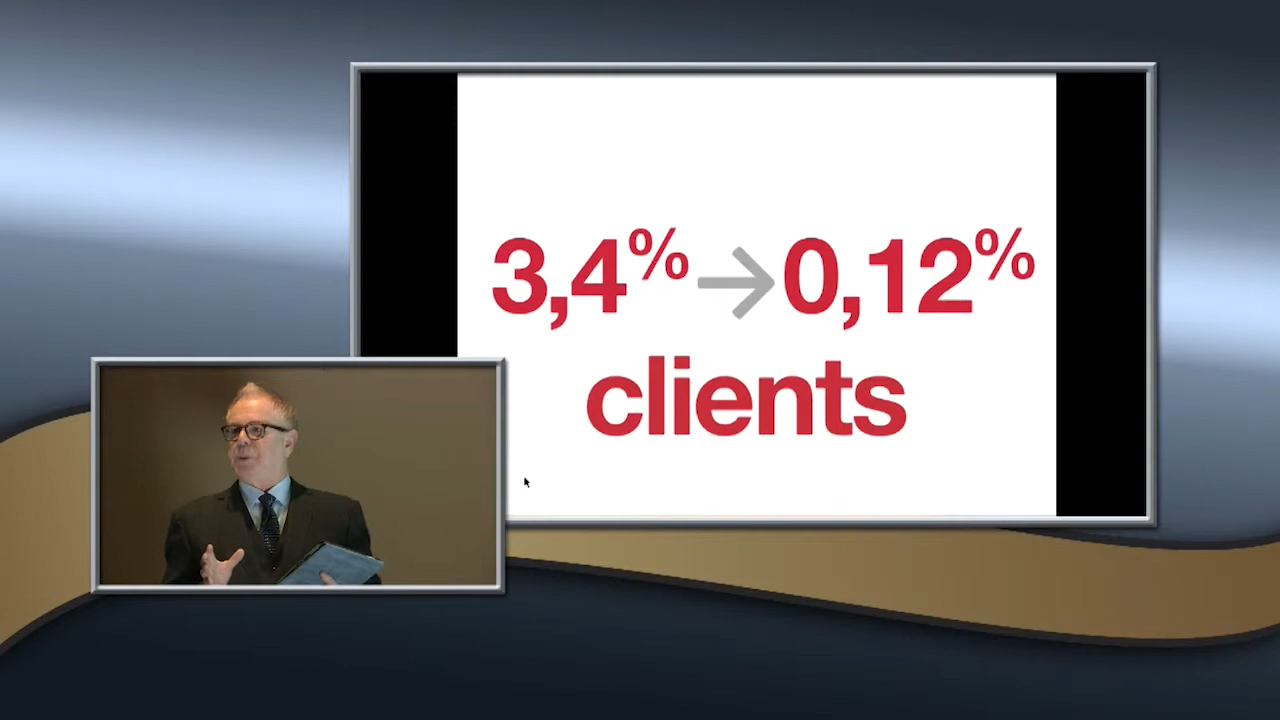 3,4% → 0,12%
clients